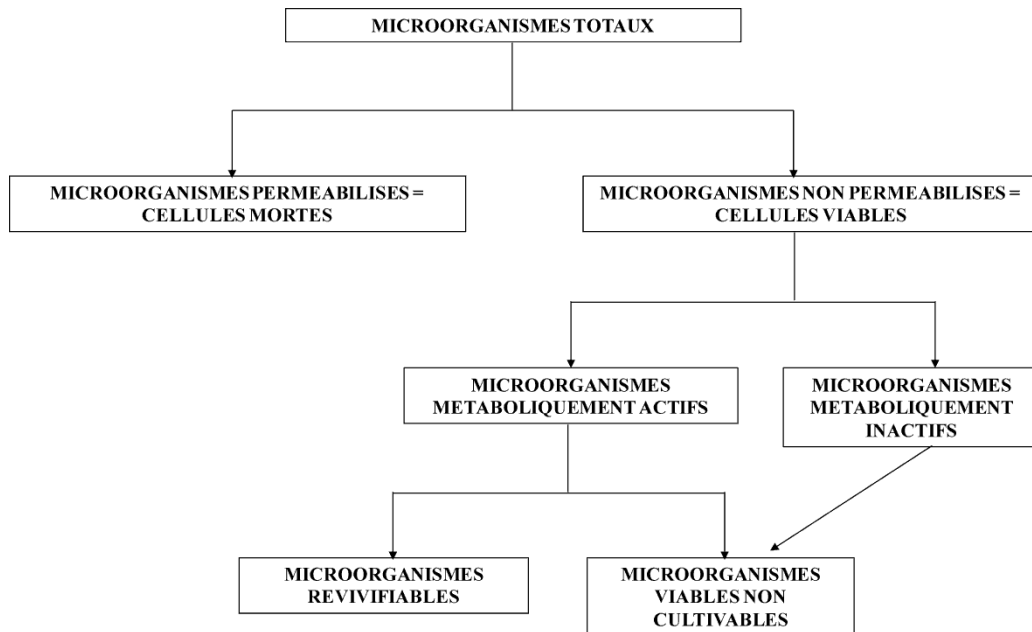 MICROORGANISMES TOTAUX
MICROORGANISMES PERMEABILISES =
CELLULES MORTES
MICROORGANISMES NON PERMEABILISES =
CELLULES VIABLES
MICROORGANISMES
METABOLIQUEMENT ACTIFS
MICROORGANISMES
METABOLIQUEMENT
INACTIFS
MICROORGANISMES
REVIVIFIABLES
MICROORGANISMES
VIABLES NON
CULTIVABLES